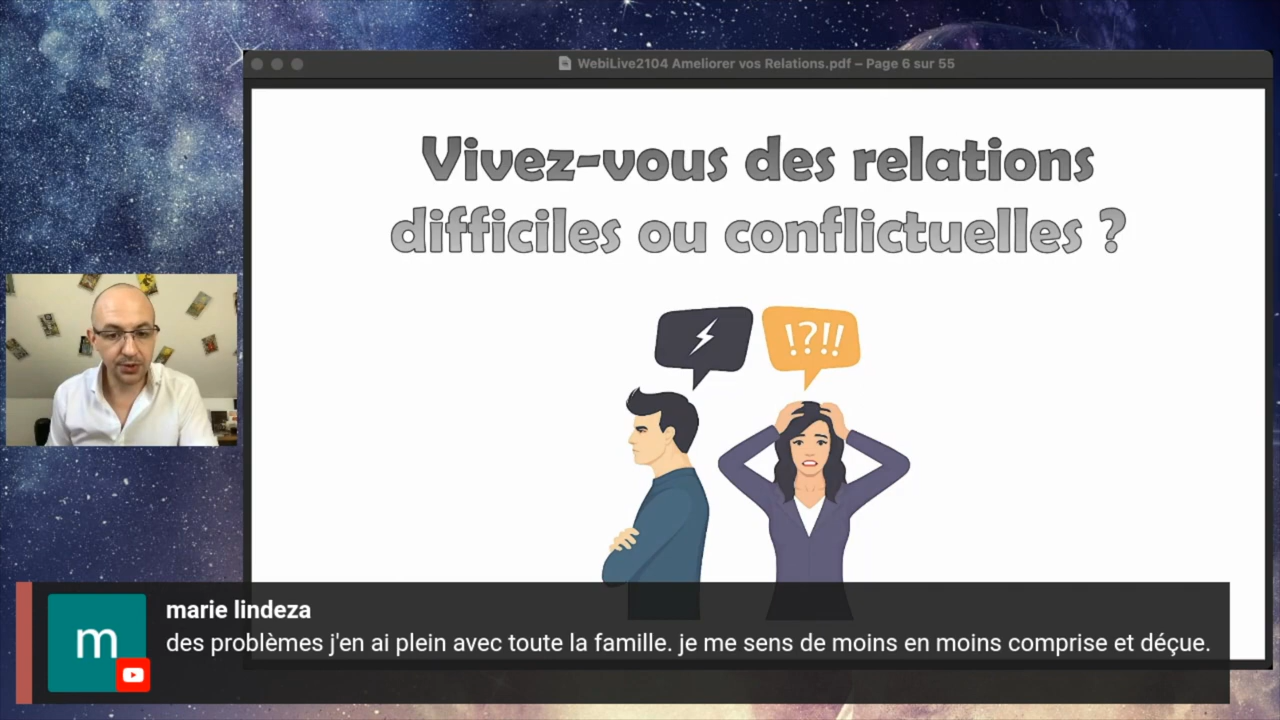 WebiLive2104 Ameliorer vos Relations.pdf – Page 6 sur 55
Vivez-vous des relations
difficiles ou conflictuelles ?
!?!!
m
marie lindeza
des problèmes j'en ai plein avec toute la famille. je me sens de moins en moins comprise et déçue.